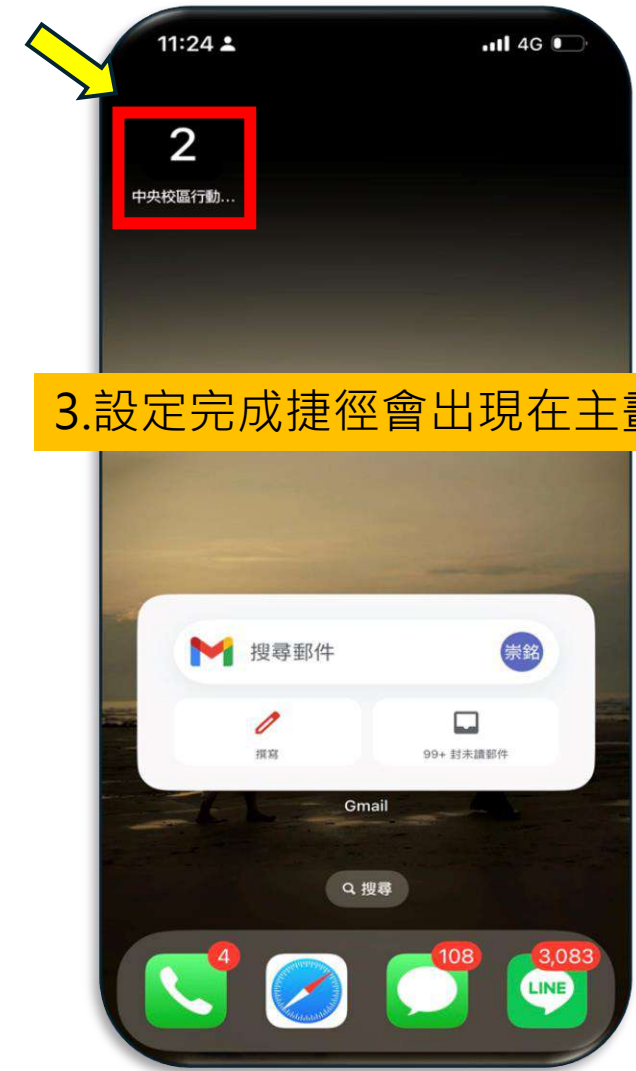 11:24
4G
2
中央校區行動...
3.設定完成捷徑會出現在主
搜尋郵件
崇銘
撰寫
99+ 封未讀郵件
Gmail
搜尋
4
108
3,083
LINE